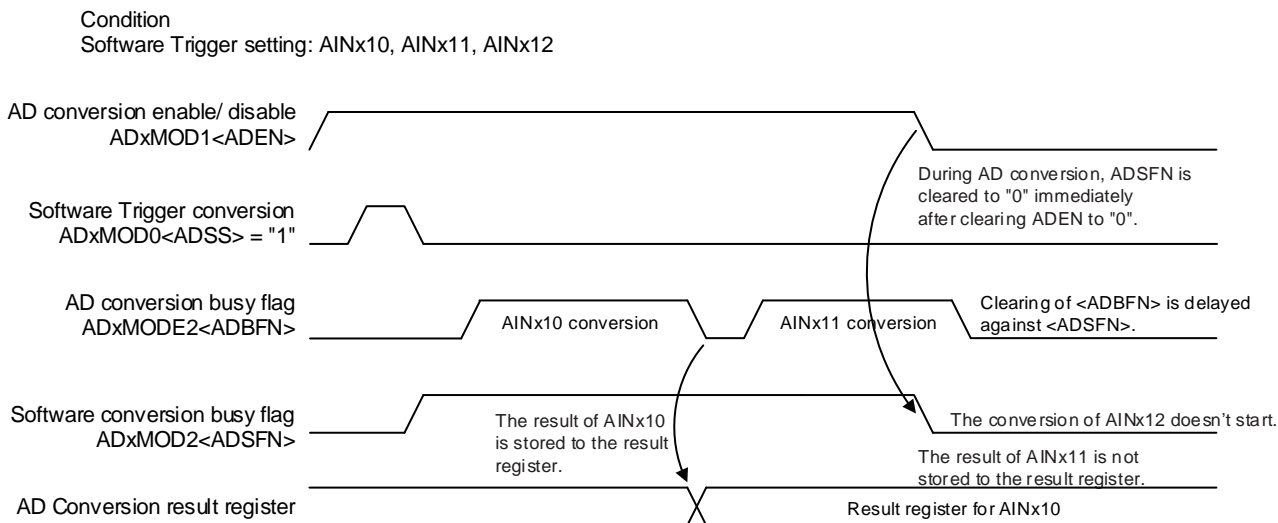 Condition
Software Trigger setting: AINx10, AINx11, AINx12
AD conversion enable/ disable
ADxMOD1<ADEN>
During AD conversion, ADSFN is
cleared to "0" immediately
after clearing ADEN to "0".
Software Trigger conversion
ADxMOD0<ADSS> = "1"
AD conversion busy flag
ADxMODE2<ADBFN>
AINx10 conversion
AINx11 conversion
Clearing of <ADBFN> is delayed
against <ADSFN>.
Software conversion busy flag
ADxMOD2<ADSFN>
The result of AINx10
is stored to the result
register.
The conversion of AINx12 doesn't start.
The result of AINx11 is not
stored to the result register.
AD Conversion result register
Result register for AINx10